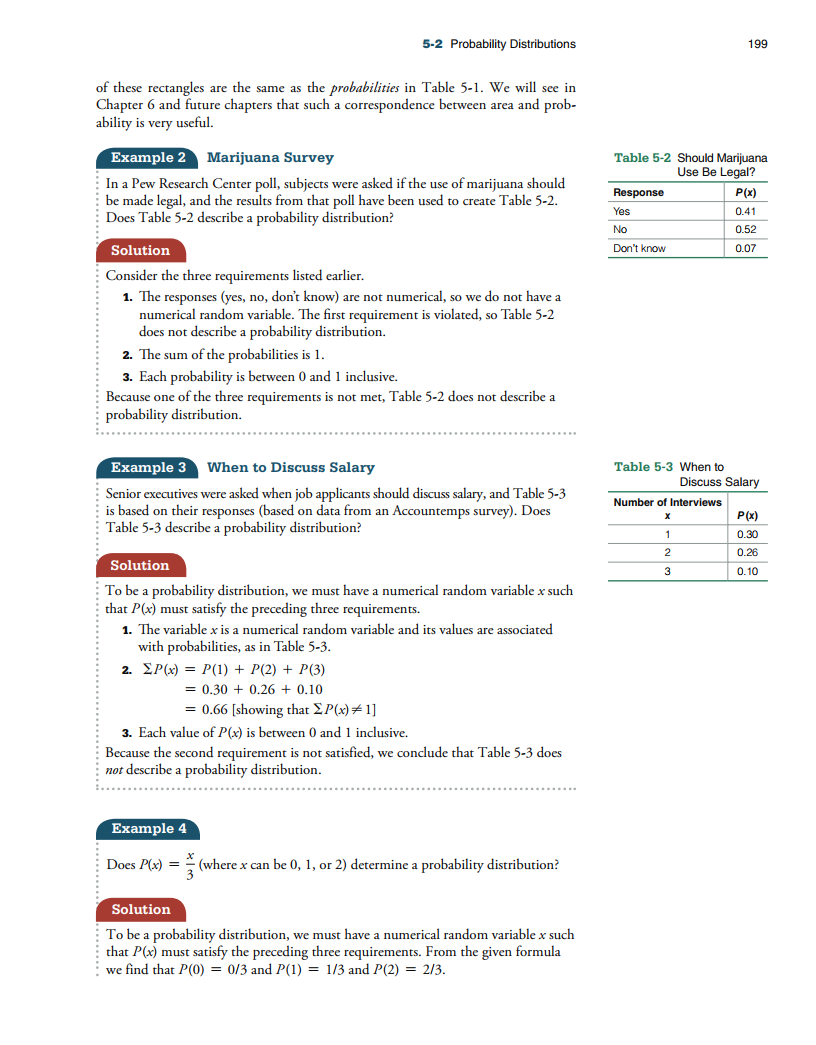 5-2 Probability Distributions 199
of these rectangles are the same as the probabilities in Table 5-1. We will see in
Chapter 6 and future chapters that such a correspondence between area and prob-
ability is very useful.
Example 2 Marijuana Survey
In a Pew Research Center poll, subjects were asked if the use of marijuana should
be made legal, and the results from that poll have been used to create Table 5-2.
Does Table 5-2 describe a probability distribution?
Solution
Consider the three requirements listed earlier.
1. The responses (yes, no, don't know) are not numerical, so we do not have a
numerical random variable. The first requirement is violated, so Table 5-2
does not describe a probability distribution.
2. The sum of the probabilities is 1.
3. Each probability is between 0 and 1 inclusive.
Because one of the three requirements is not met, Table 5-2 does not describe a
probability distribution.
Table 5-2 Should Marijuana
Use Be Legal?
Response P(x)
Yes 0.41
No 0.52
Don't know 0.07
Example 3 When to Discuss Salary
Senior executives were asked when job applicants should discuss salary, and Table 5-3
is based on their responses (based on data from an Accountemps survey). Does
Table 5-3 describe a probability distribution?
Solution
To be a probability distribution, we must have a numerical random variable x such
that P(x) must satisfy the preceding three requirements.
1. The variable x is a numerical random variable and its values are associated
with probabilities, as in Table 5-3.
2. ΣP(x) = P(1) + P(2) + P(3)
= 0.30 + 0.26 + 0.10
= 0.66 [showing that ΣP(x) ≠ 1]
3. Each value of P(x) is between 0 and 1 inclusive.
Because the second requirement is not satisfied, we conclude that Table 5-3 does
not describe a probability distribution.
Table 5-3 When to
Discuss Salary
Number of Interviews
x P(x)
1 0.30
2 0.26
3 0.10
Example 4
Does P(x) = x/3 (where x can be 0, 1, or 2) determine a probability distribution?
Solution
To be a probability distribution, we must have a numerical random variable x such
that P(x) must satisfy the preceding three requirements. From the given formula
we find that P(0) = 0/3 and P(1) = 1/3 and P(2) = 2/3.